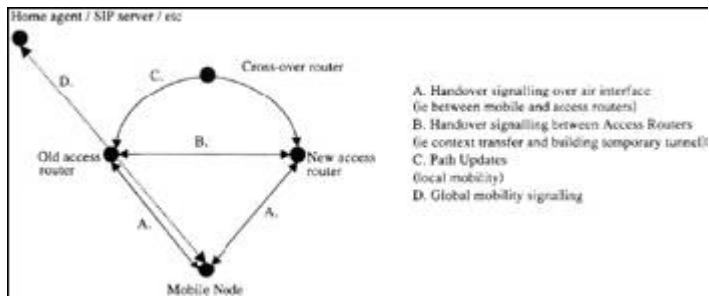 Home agent / SIP server / etc
Cross-over router
C.
D.
B.
Old access
router
New access
router
A.
A.
Mobile Node
A. Handover signalling over air interface
(ie between mobile and access routers)
B. Handover signalling between Access Routers
(ie context transfer and building temporary tunnel)
C. Path Updates
(local mobility)
D. Global mobility signalling